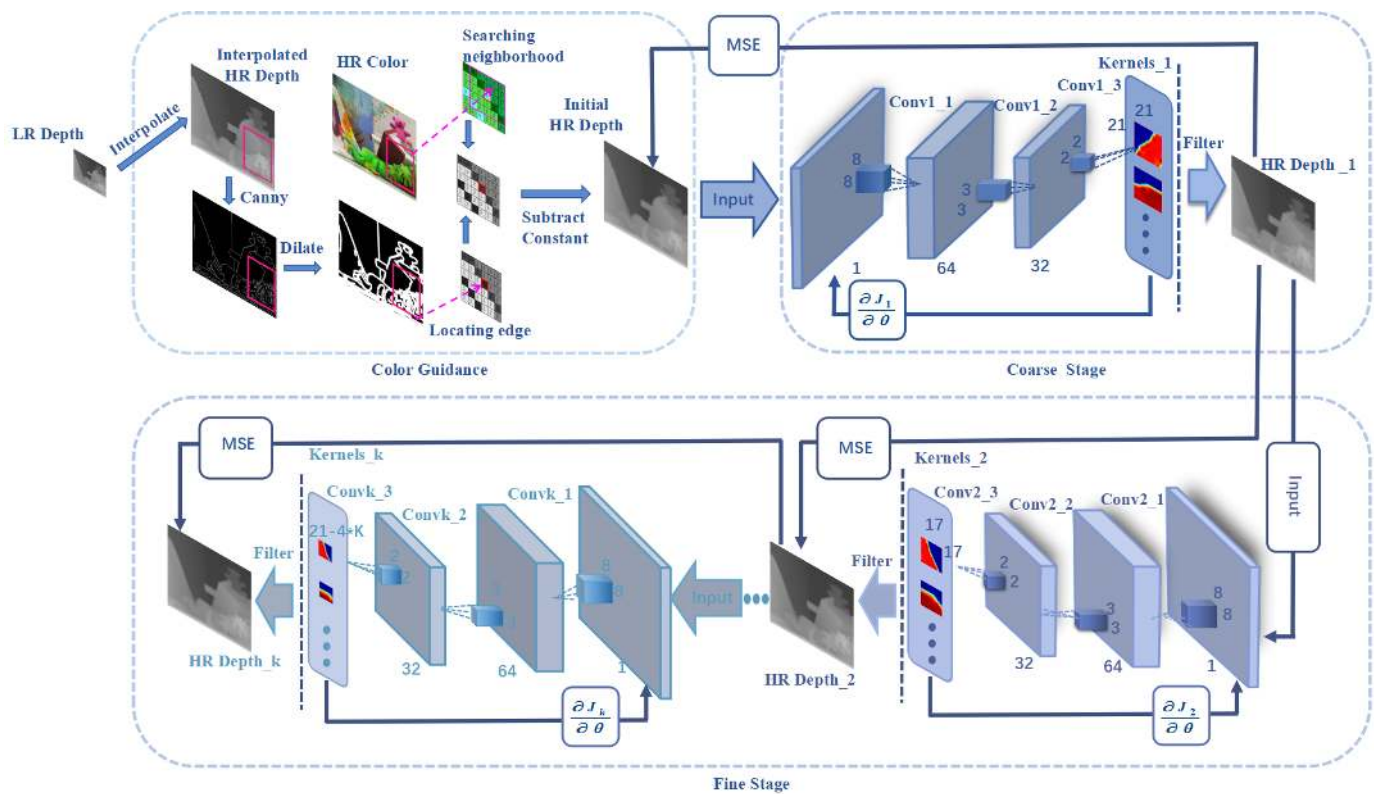 LR Depth
Interpolate
Interpolated
HR Depth
Canny
Dilate
HR Color
Searching
neighborhood
Locating edge
Subtract
Constant
Initial
HR Depth
Color Guidance
MSE
Input
Conv1_1
8
8
1
Conv1_2
3
3
64
Conv1_3
2
2
32
Kernels_1
21
21
Filter
HR Depth _1
∂J₁
∂θ
Coarse Stage
Input
MSE
Kernels_2
Conv2_3
17
17
Conv2_2
2
2
32
Conv2_1
3
3
64
8
8
1
∂J₂
∂θ
Filter
HR Depth_2
Input
MSE
Kernels_k
Convk_3
21-4*K
Convk_2
2
2
32
Convk_1
3
3
64
8
8
1
∂Jₖ
∂θ
Filter
HR Depth_k
Fine Stage